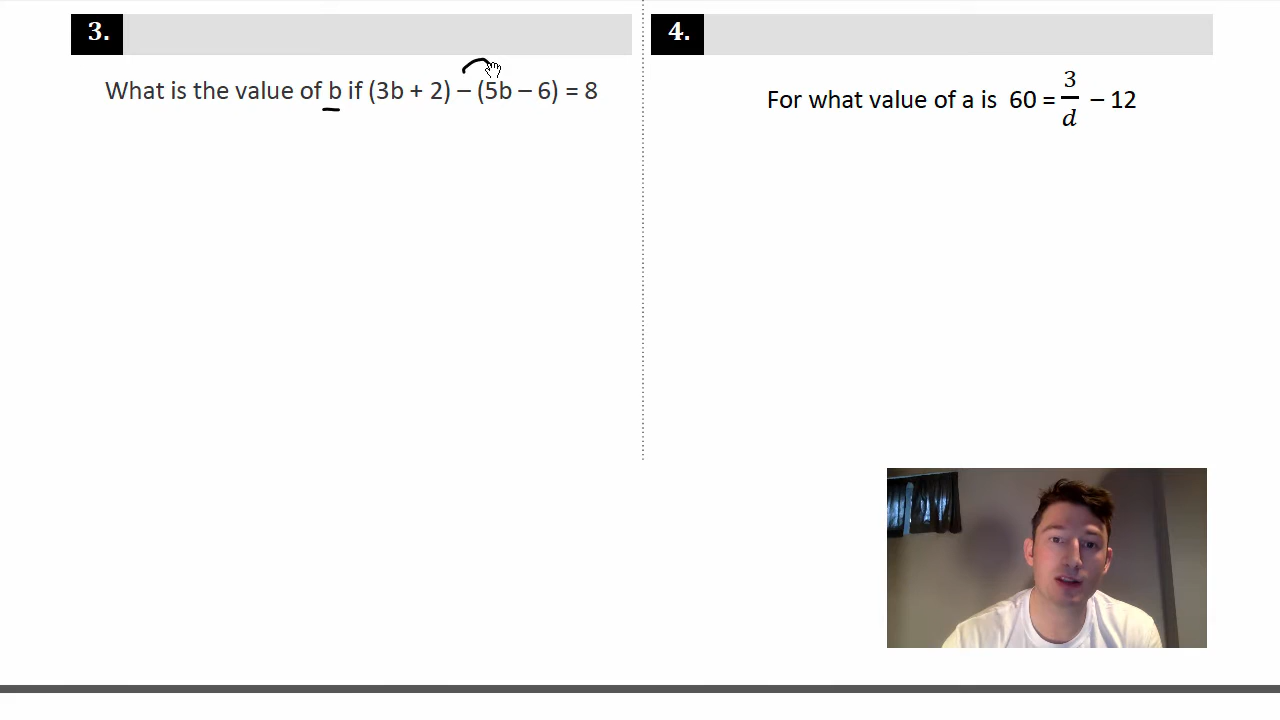 3.
What is the value of b if (3b + 2) – (5b – 6) = 8
4.
For what value of a is 60 = 3/d – 12